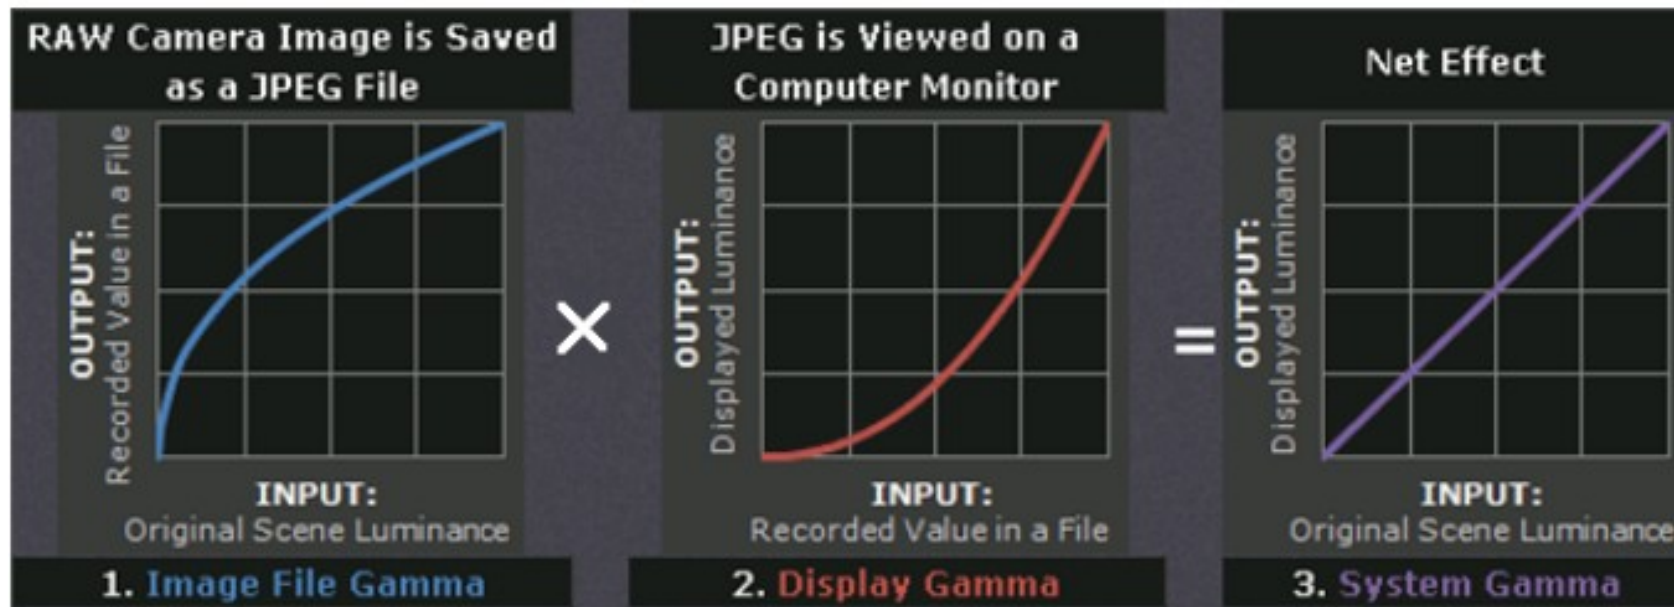 RAW Camera Image is Saved
as a JPEG File
OUTPUT:
Recorded Value in a File
INPUT:
Original Scene Luminance
1. Image File Gamma
×
JPEG is Viewed on a
Computer Monitor
OUTPUT:
Displayed Luminance
INPUT:
Recorded Value in a File
2. Display Gamma
=
Net Effect
OUTPUT:
Displayed Luminance
INPUT:
Original Scene Luminance
3. System Gamma